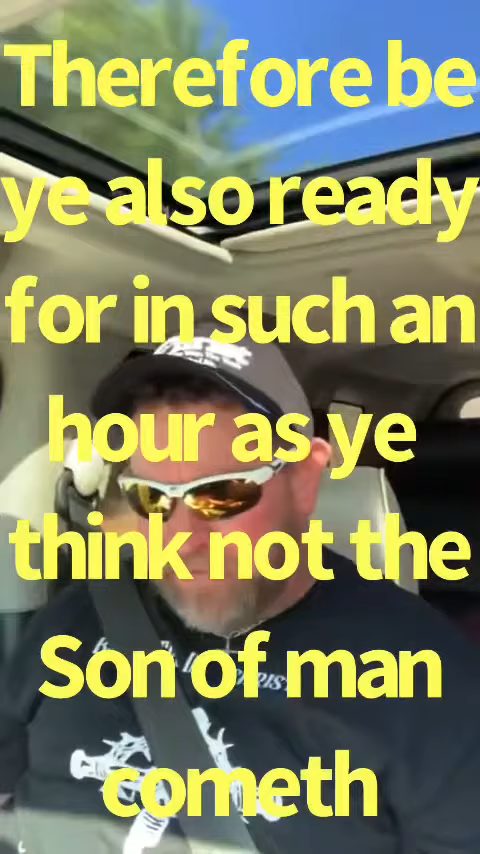 Therefore be
ye also ready
for in such an
hour as ye
think not the
Son of man
cometh